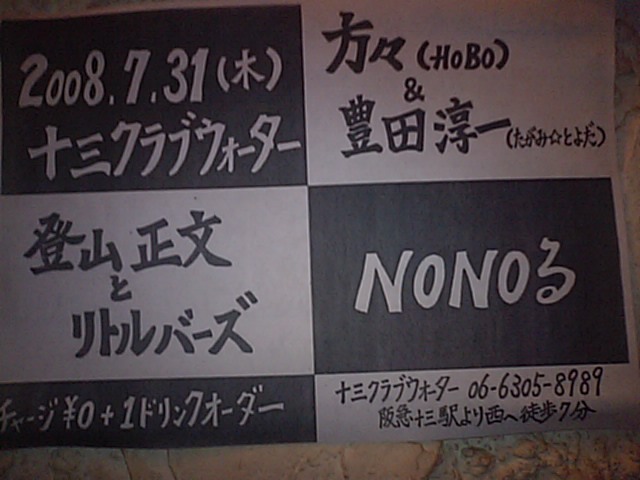 2008.7.31(木)
十三クラブウォーター
方々(HOBO)
&
豊田淳一(たがみ☆とよだ)
登山正文
と
リトルバーズ
NONOる
チャージ¥0+1ドリンクオーダー
十三クラブウォーター 06-6305-8989
阪急十三駅より西へ徒歩7分